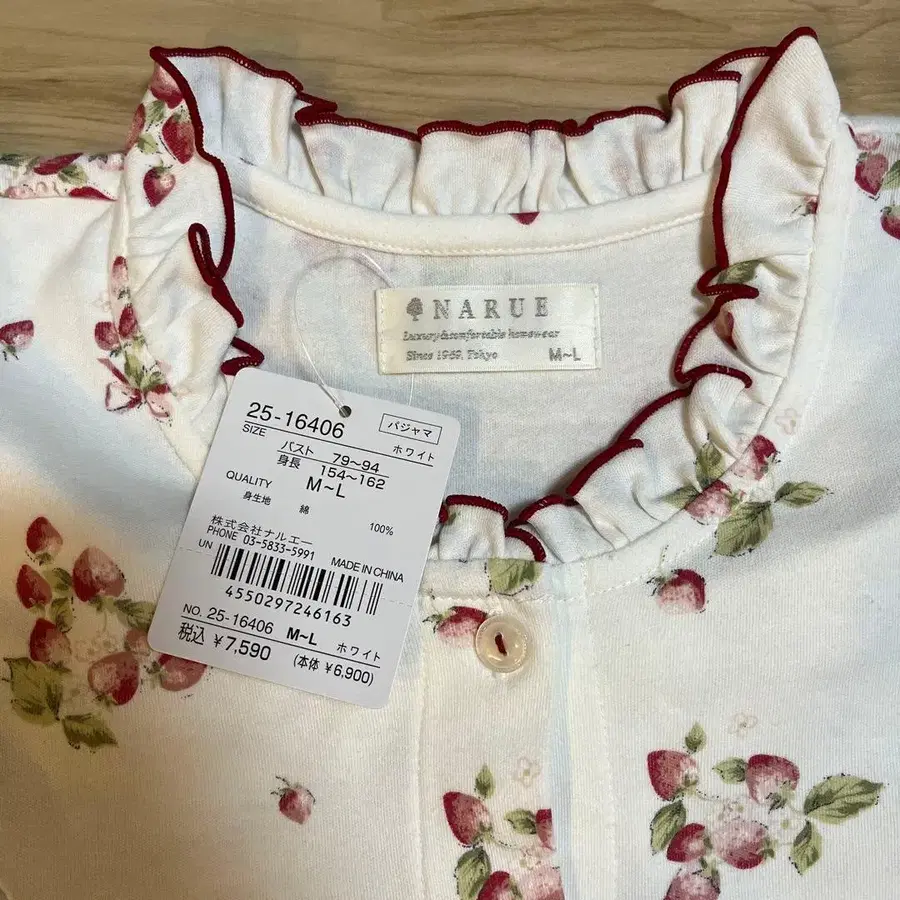 NARUE
Luxury&comfortable homewear
Since 1969, Tokyo M~L
25-16406 パジャマ
SIZE ホワイト
バスト 79~94
身長 154~162
M~L
QUALITY
身生地 綿 100%
株式会社ナルエー
PHONE 03-5833-5991
UN MADE IN CHINA
4550297246163
NO. 25-16406 M~L ホワイト
税込 ¥7,590 (本体 ¥6,900)